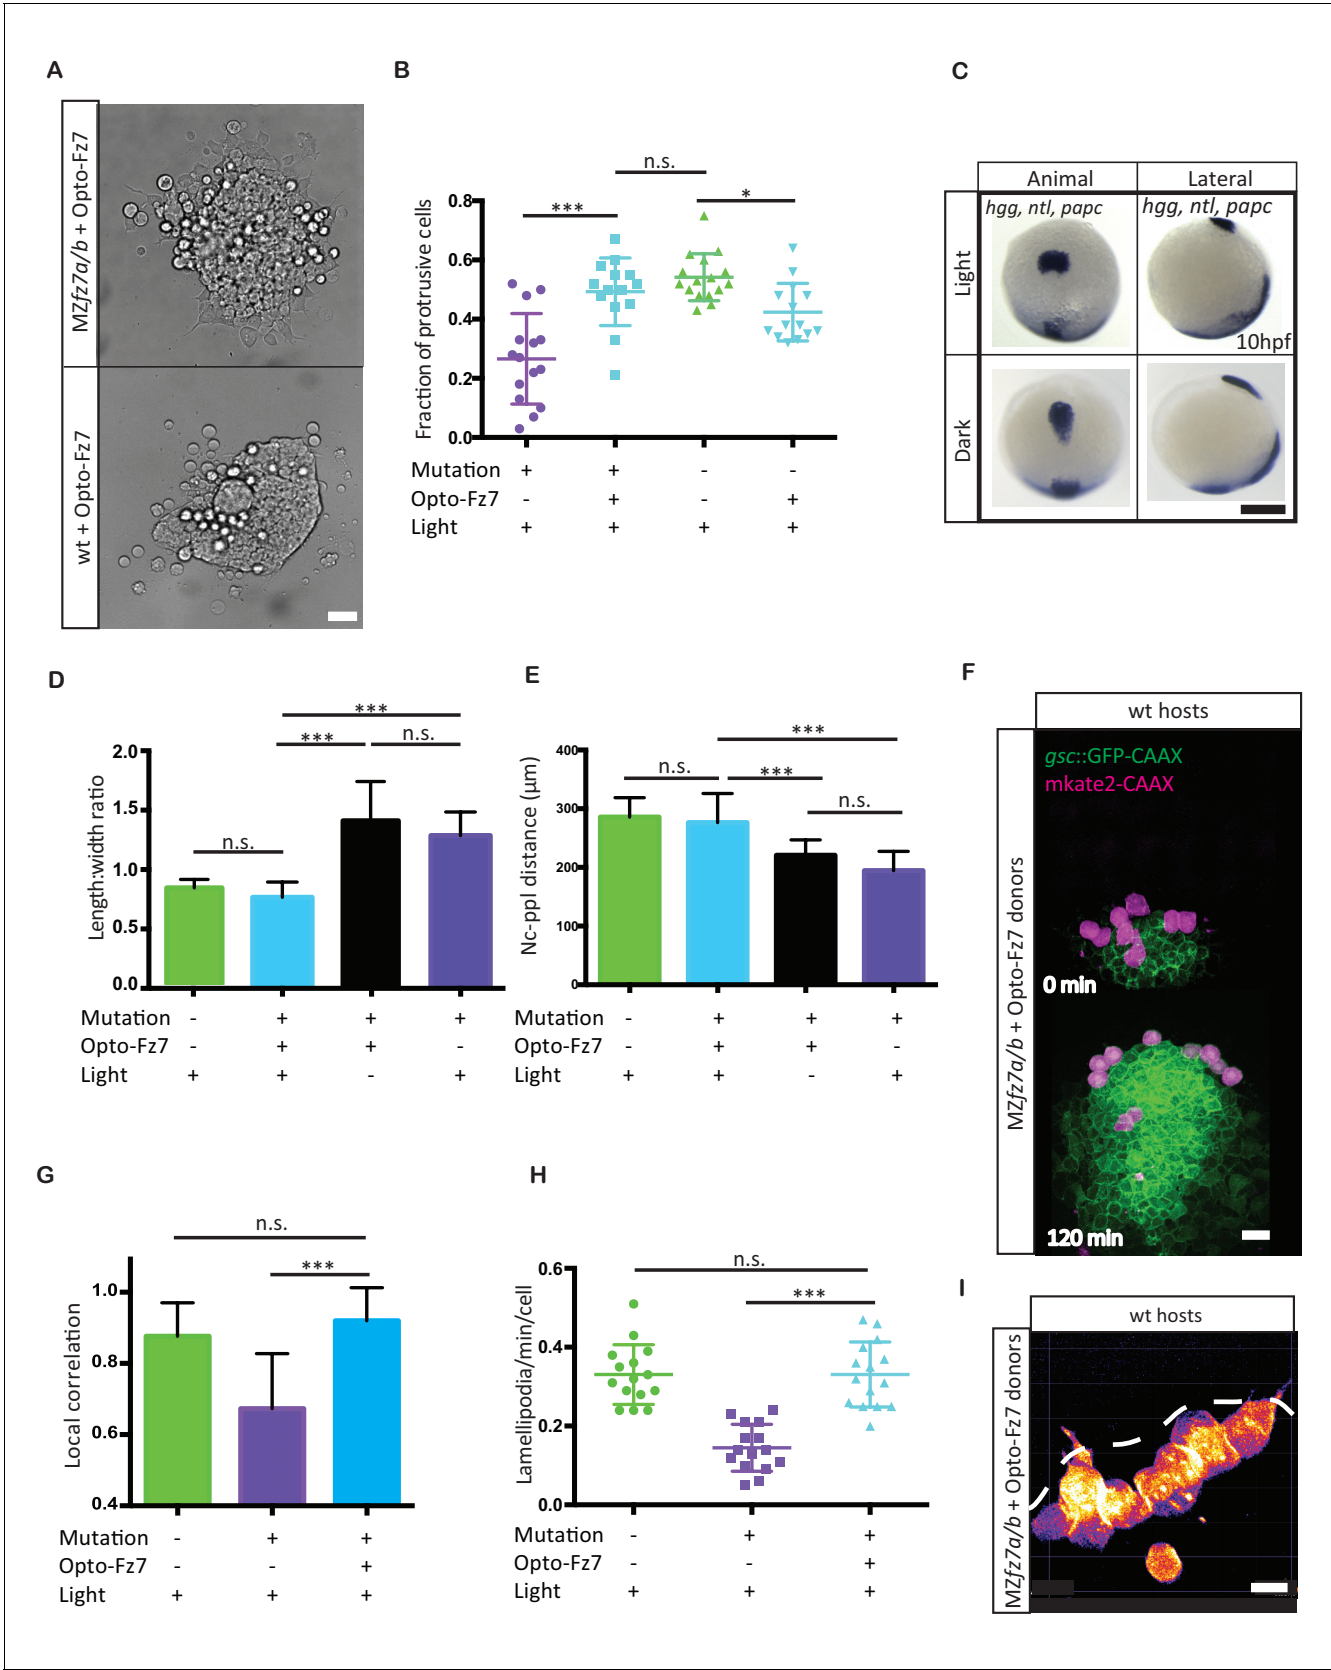 A
MZfz7a/b + Opto-Fz7
wt + Opto-Fz7
B
n.s.
***
*
Fraction of protrusive cells
0.8
0.6
0.4
0.2
0.0
Mutation + + - -
Opto-Fz7 - + - +
Light + + + +
C
Animal Lateral
Light
hgg, ntl, papc hgg, ntl, papc
10hpf
Dark
D
***
*** n.s.
n.s.
Length:width ratio
2.0
1.5
1.0
0.5
0.0
Mutation - + + +
Opto-Fz7 - + + -
Light + + - +
E
***
n.s. ***
n.s.
Nc-ppl distance (μm)
400
300
200
100
0
Mutation - + + +
Opto-Fz7 - + + -
Light + + - +
F
wt hosts
MZfz7a/b + Opto-Fz7 donors
gsc::GFP-CAAX
mkate2-CAAX
0 min
120 min
G
n.s.
***
Local correlation
1.0
0.8
0.6
0.4
Mutation - + +
Opto-Fz7 - - +
Light + + +
H
n.s.
***
Lamellipodia/min/cell
0.6
0.4
0.2
0.0
Mutation - + +
Opto-Fz7 - - +
Light + + +
I
wt hosts
MZfz7a/b + Opto-Fz7 donors